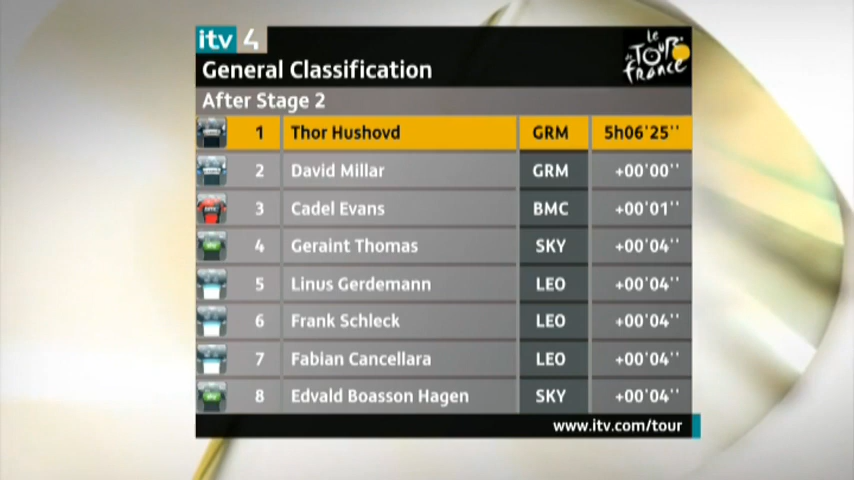 itv 4
le
TOUR
de
france
General Classification
After Stage 2
1 Thor Hushovd GRM 5h06'25''
2 David Millar GRM +00'00''
3 Cadel Evans BMC +00'01''
4 Geraint Thomas SKY +00'04''
5 Linus Gerdemann LEO +00'04''
6 Frank Schleck LEO +00'04''
7 Fabian Cancellara LEO +00'04''
8 Edvald Boasson Hagen SKY +00'04''
www.itv.com/tour